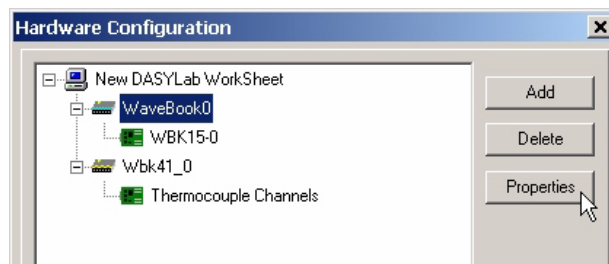 Hardware Configuration
New DASYLab WorkSheet
WaveBook0
WBK15-0
Wbk41_0
Thermocouple Channels
Add
Delete
Properties